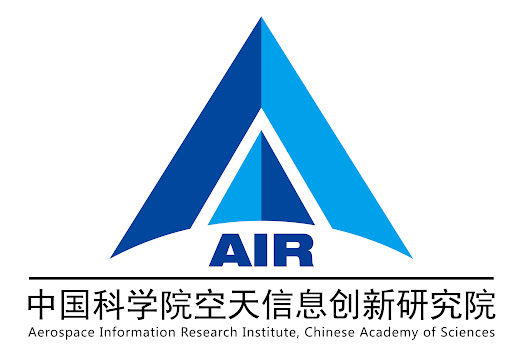 AIR
中国科学院空天信息创新研究院
Aerospace Information Research Institute, Chinese Academy of Sciences